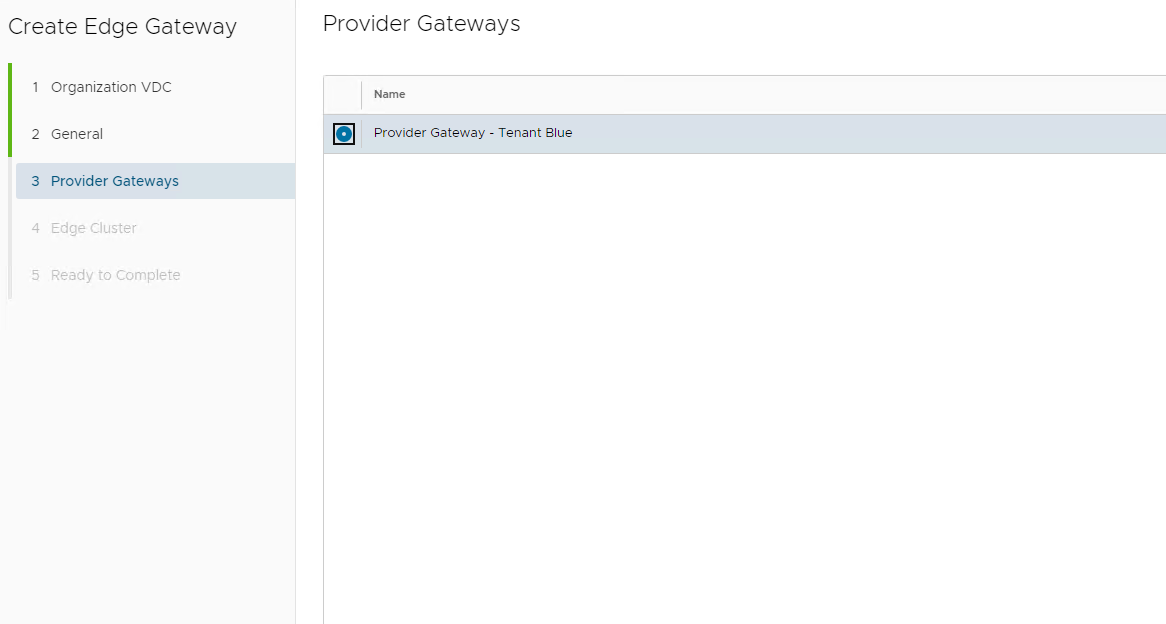 Create Edge Gateway
1 Organization VDC
2 General
3 Provider Gateways
4 Edge Cluster
5 Ready to Complete
Provider Gateways
Name
Provider Gateway - Tenant Blue